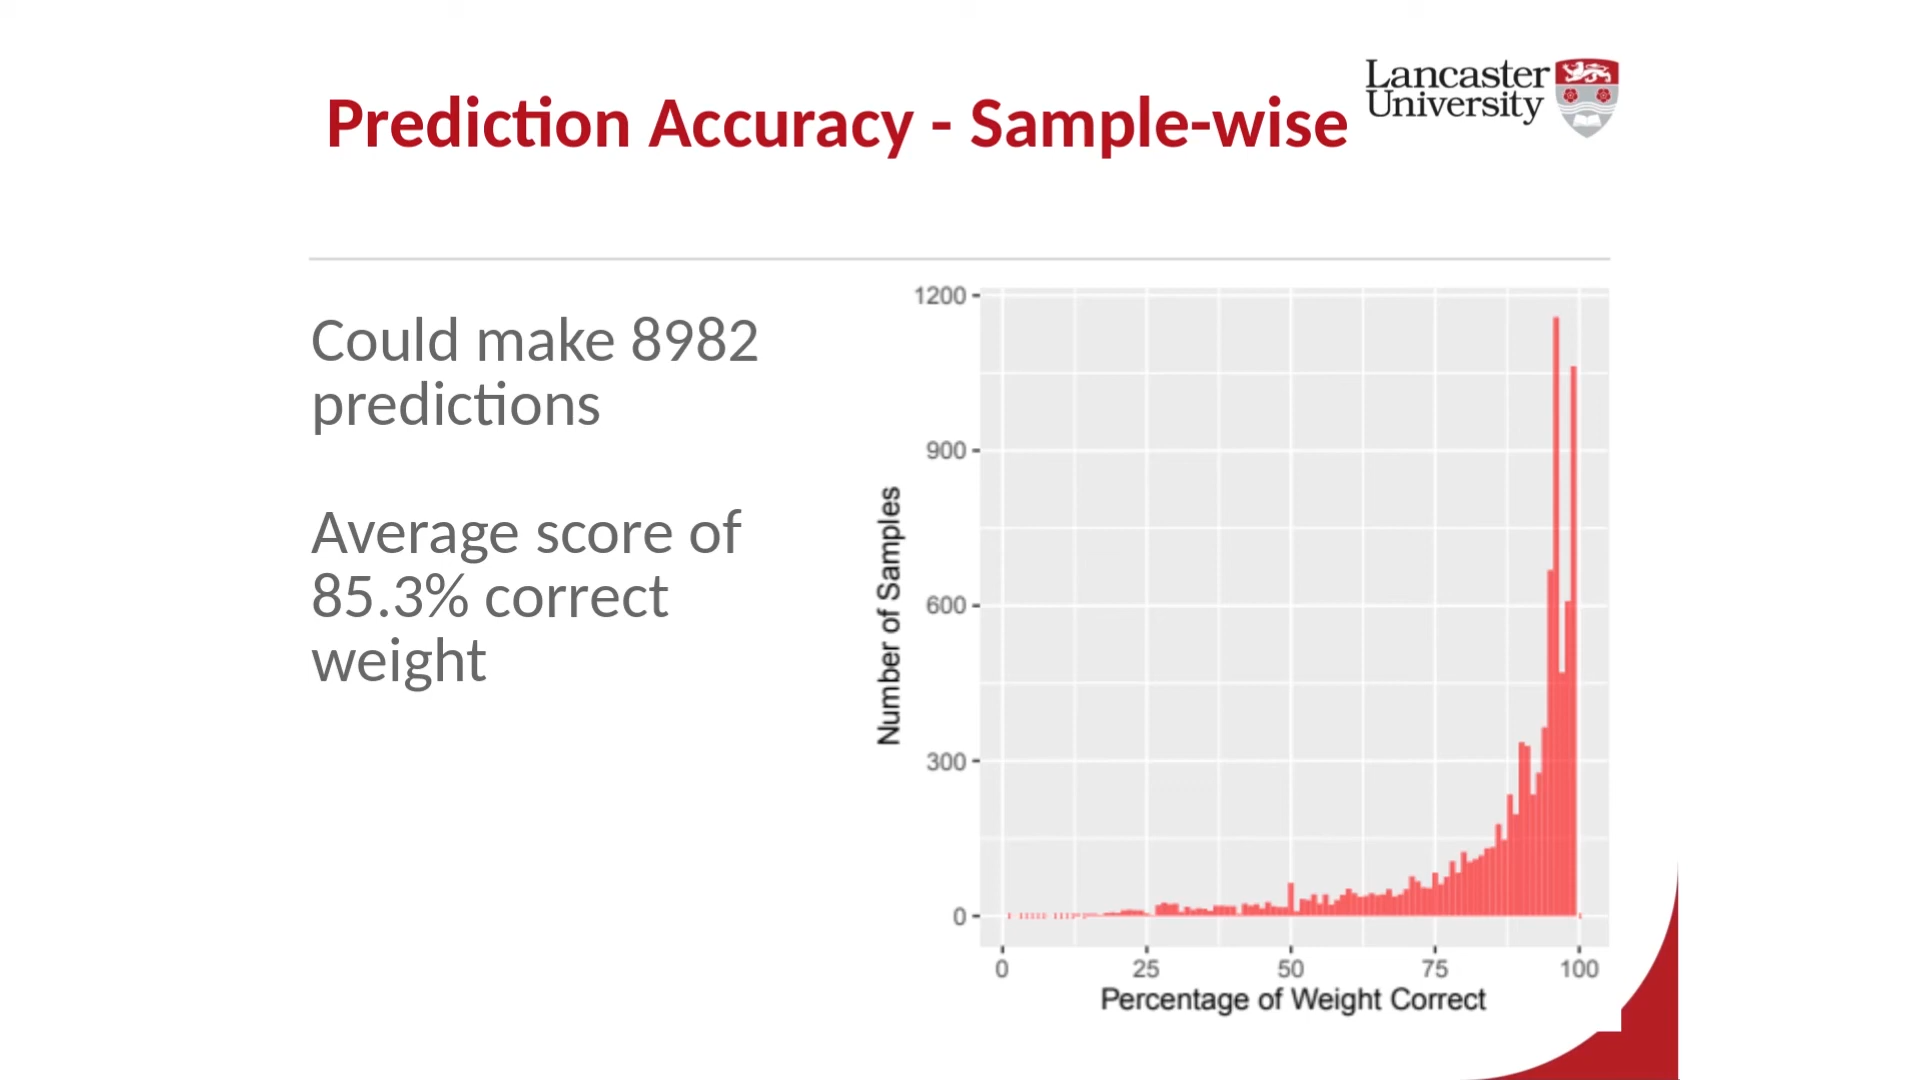 Prediction Accuracy - Sample-wise
Lancaster
University
Could make 8982
predictions
Average score of
85.3% correct
weight
1200
900
600
300
0
Number of Samples
0 25 50 75 100
Percentage of Weight Correct